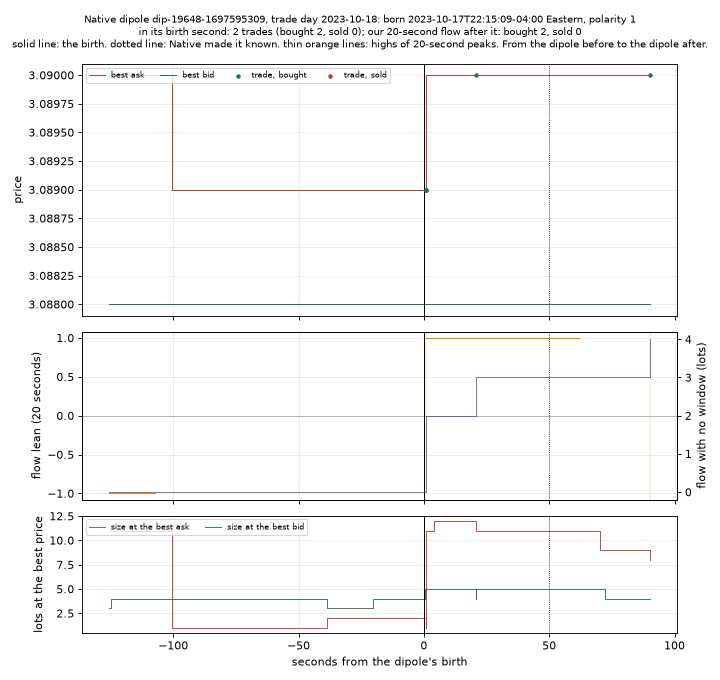 Native dipole dip-19648-1697595309, trade day 2023-10-18: born 2023-10-17T22:15:09-04:00 Eastern, polarity 1
in its birth second: 2 trades (bought 2, sold 0); our 20-second flow after it: bought 2, sold 0
solid line: the birth. dotted line: Native made it known. thin orange lines: highs of 20-second peaks. From the dipole before to the dipole after.
best ask best bid trade, bought trade, sold
3.09000
3.08975
3.08950
3.08925
3.08900
3.08875
3.08850
3.08825
3.08800
price
1.0
0.5
0.0
−0.5
−1.0
flow lean (20 seconds)
4
3
2
1
0
flow with no window (lots)
size at the best ask size at the best bid
12.5
10.0
7.5
5.0
2.5
lots at the best price
−100 −50 0 50 100
seconds from the dipole's birth